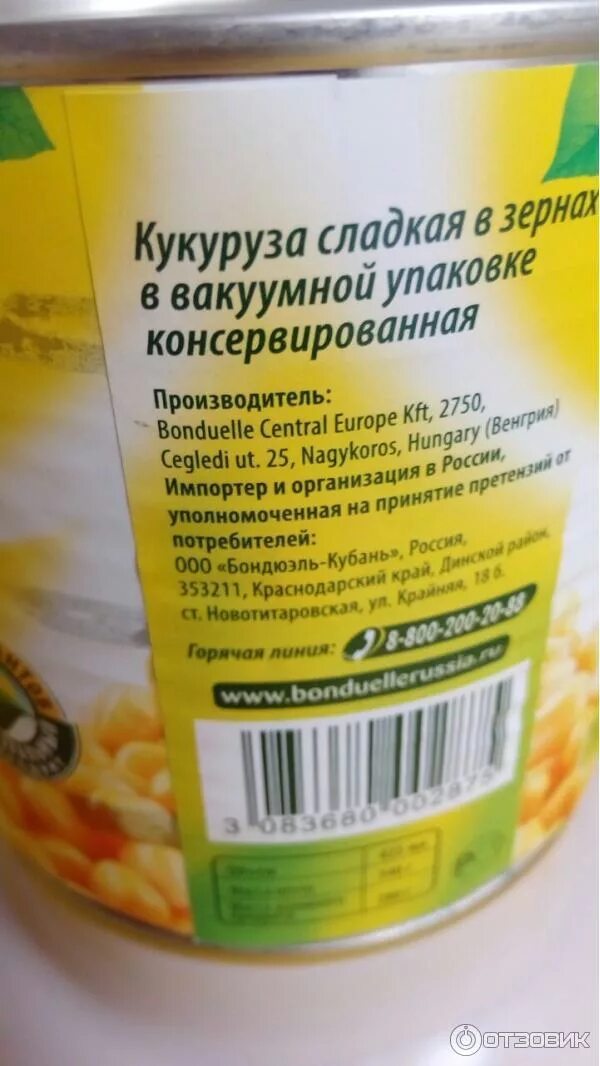 Кукуруза сладкая в зернах
в вакуумной упаковке
консервированная
Производитель:
Bonduelle Central Europe Kft, 2750,
Cegledi ut. 25, Nagykoros, Hungary (Венгрия)
Импортер и организация в России,
уполномоченная на принятие претензий от
потребителей:
ООО «Бондюэль-Кубань», Россия,
353211, Краснодарский край, Динской район,
ст. Новотитаровская, ул. Крайняя, 18 б.
Горячая линия: 8-800-200-20-88
www.bonduellerussia.ru
3 083680 002875
ОТЗОВИК